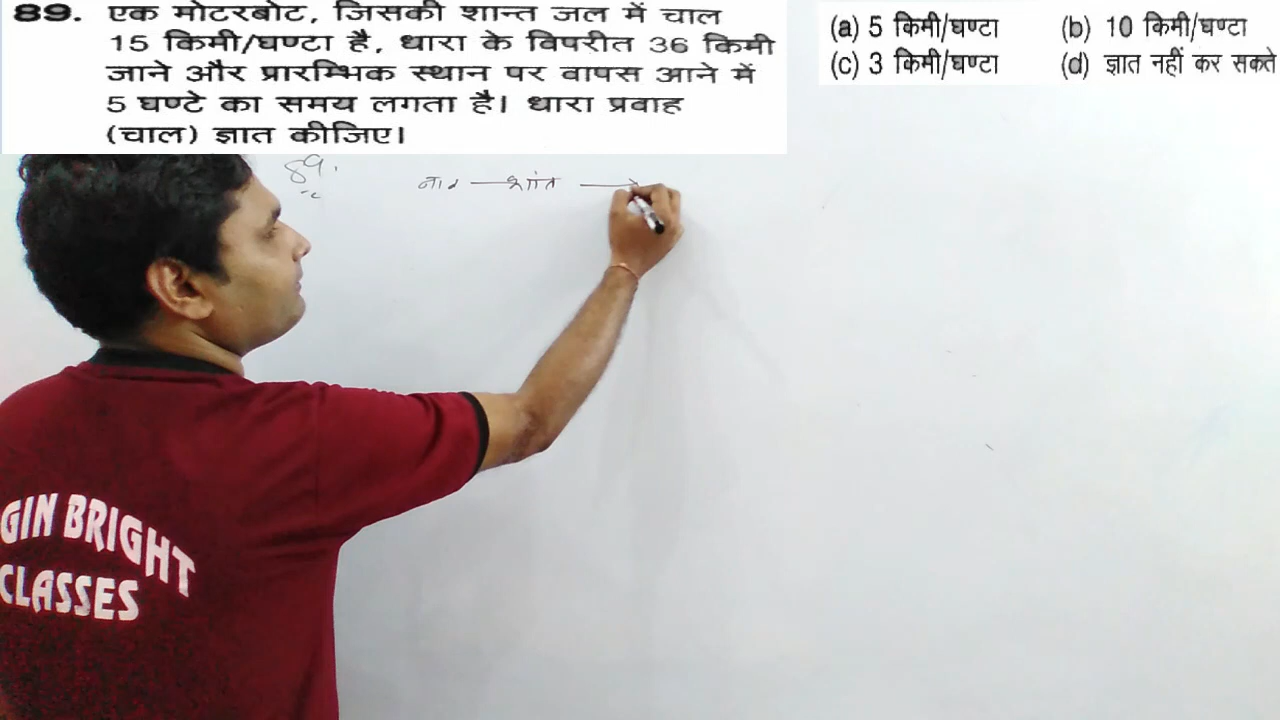 89. एक मोटरबोट, जिसकी शान्त जल में चाल
15 किमी/घण्टा है, धारा के विपरीत 36 किमी
जाने और प्रारम्भिक स्थान पर वापस आने में
5 घण्टे का समय लगता है। धारा प्रवाह
(चाल) ज्ञात कीजिए।
(a) 5 किमी/घण्टा (b) 10 किमी/घण्टा
(c) 3 किमी/घण्टा (d) ज्ञात नहीं कर सकते
89.
नाव — शांत →
GIN BRIGHT
CLASSES